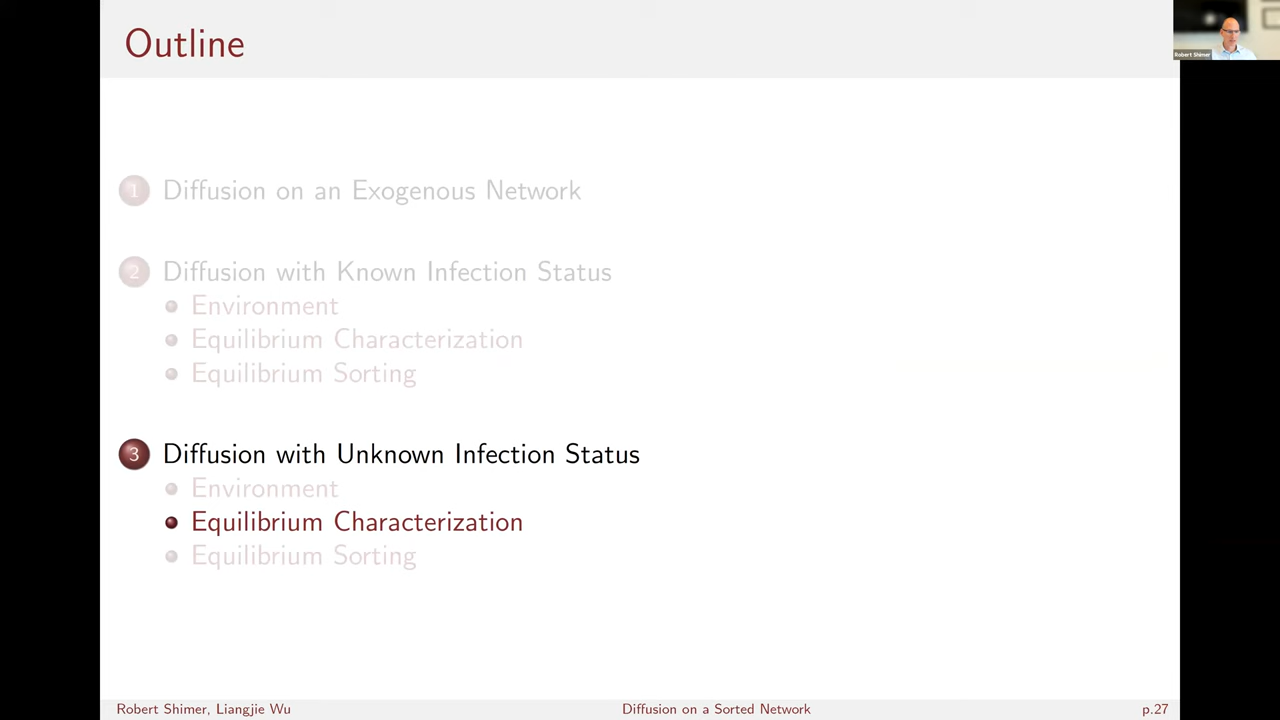 Outline
Robert Shimer
1 Diffusion on an Exogenous Network
2 Diffusion with Known Infection Status
Environment
Equilibrium Characterization
Equilibrium Sorting
3 Diffusion with Unknown Infection Status
Environment
Equilibrium Characterization
Equilibrium Sorting
Robert Shimer, Liangjie Wu
Diffusion on a Sorted Network
p.27